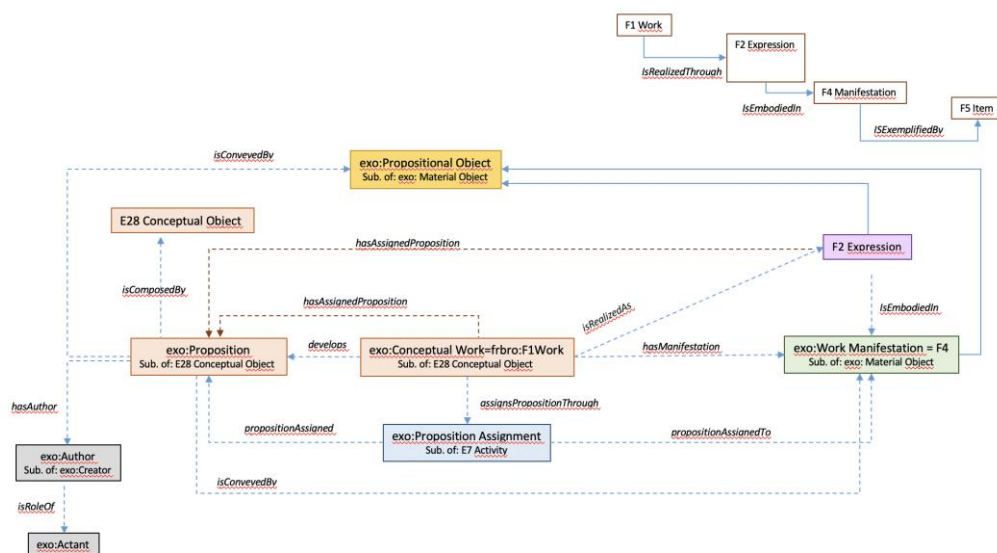 F1 Work
F2 Expression
IsRealizedThrough
F4 Manifestation
IsEmbodiedIn
F5 Item
ISExemplifiedBy
isConveyedBy
exo:Propositional Object
Sub. of: exo: Material Object
E28 Conceptual Object
hasAssignedProposition
F2 Expression
isComposedBy
hasAssignedProposition
isRealizedAs
IsEmbodiedIn
exo:Proposition
Sub. of: E28 Conceptual Object
develops
exo:Conceptual Work=frbro:F1Work
Sub. of: E28 Conceptual Object
hasManifestation
exo:Work Manifestation = F4
Sub. of: exo: Material Object
hasAuthor
assignsPropositionThrough
propositionAssigned
exo:Proposition Assignment
Sub. of: E7 Activity
propositionAssignedTo
exo:Author
Sub. of: exo:Creator
isConveyedBy
isRoleOf
exo:Actant